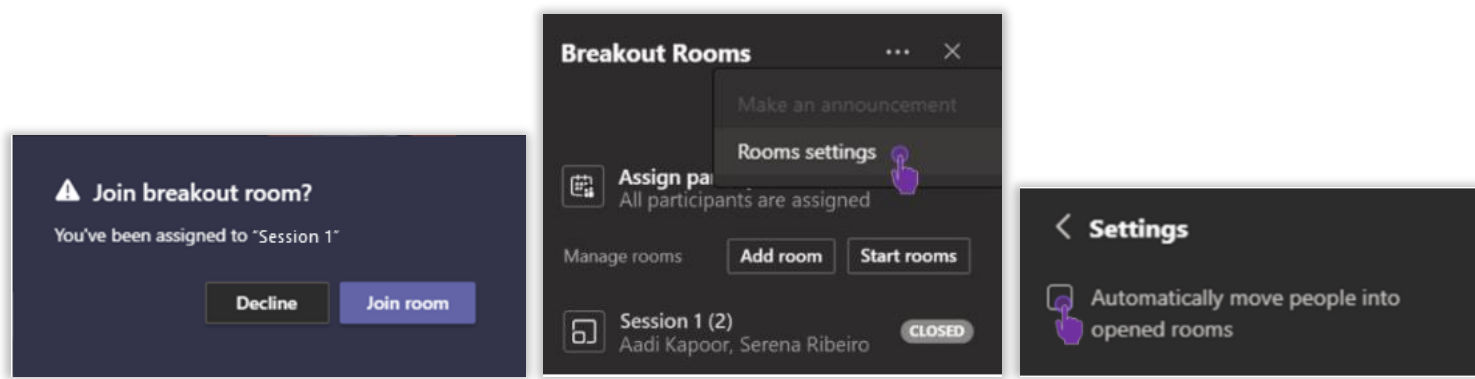 Join breakout room?
You've been assigned to "Session 1"
Decline
Join room
Breakout Rooms
Make an announcement
Rooms settings
Assign pa
All participants are assigned
Manage rooms
Add room
Start rooms
Session 1 (2)
CLOSED
Aadi Kapoor, Serena Ribeiro
Settings
Automatically move people into
opened rooms